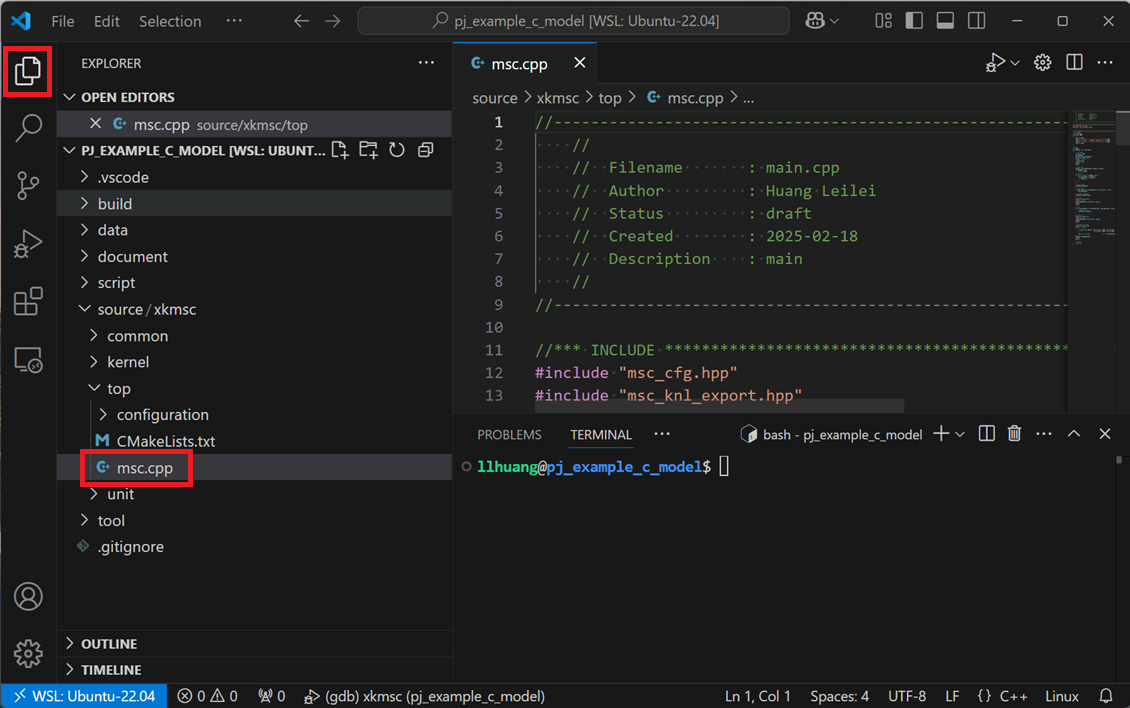 File Edit Selection ··· pj_example_c_model [WSL: Ubuntu-22.04]
EXPLORER
OPEN EDITORS
msc.cpp source/xkmsc/top
PJ_EXAMPLE_C_MODEL [WSL: UBUNT...
.vscode
build
data
document
script
source / xkmsc
common
kernel
top
configuration
CMakeLists.txt
msc.cpp
unit
tool
.gitignore
OUTLINE
TIMELINE
msc.cpp
source > xkmsc > top > msc.cpp > ...
1 //----------------------------------------------------------
2 //
3 // Filename : main.cpp
4 // Author : Huang Leilei
5 // Status : draft
6 // Created : 2025-02-18
7 // Description : main
8 //
9 //----------------------------------------------------------
10
11 //*** INCLUDE ********************************************
12 #include "msc_cfg.hpp"
13 #include "msc_knl_export.hpp"
PROBLEMS TERMINAL ··· bash - pj_example_c_model
llhuang@pj_example_c_model$
WSL: Ubuntu-22.04 0 0 0 (gdb) xkmsc (pj_example_c_model) Ln 1, Col 1 Spaces: 4 UTF-8 LF {} C++ Linux